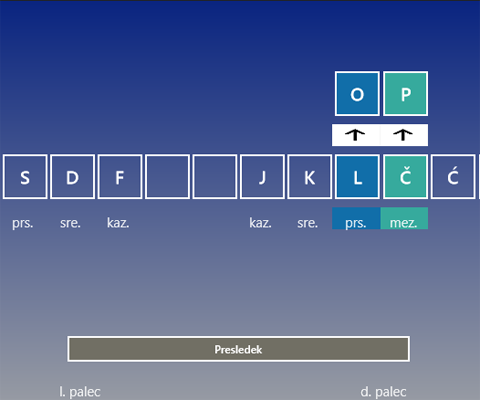 O P
S D F J K L Č Ć
prs. sre. kaz. kaz. sre. prs. mez.
Presledek
l. palec d. palec